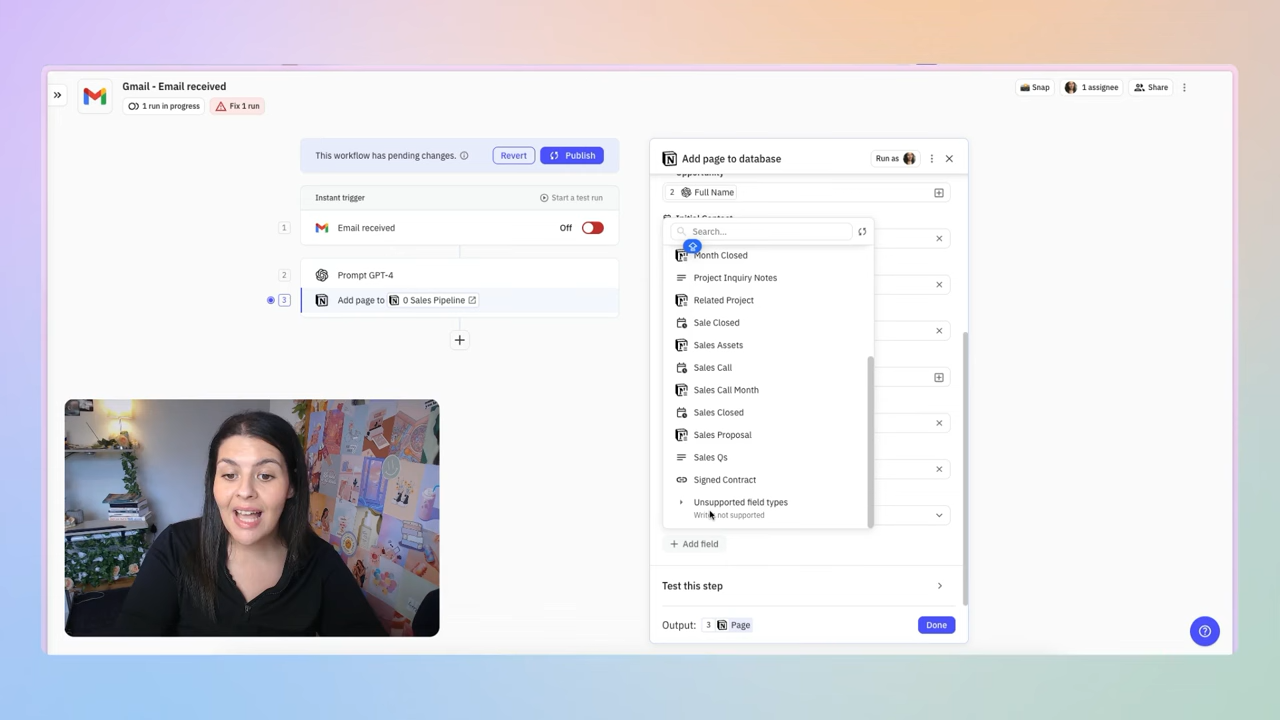 Gmail - Email received
1 run in progress
Fix 1 run
Snap
1 assignee
Share
This workflow has pending changes.
Revert
Publish
Instant trigger
Start a test run
1
Email received
Off
2
Prompt GPT-4
3
Add page to 0 Sales Pipeline
Add page to database
Run as
Opportunity
2 Full Name
Initial Contact
Search...
Month Closed
Project Inquiry Notes
Related Project
Sale Closed
Sales Assets
Sales Call
Sales Call Month
Sales Closed
Sales Proposal
Sales Qs
Signed Contract
Unsupported field types
Write not supported
+ Add field
Test this step
Output: 3 Page
Done